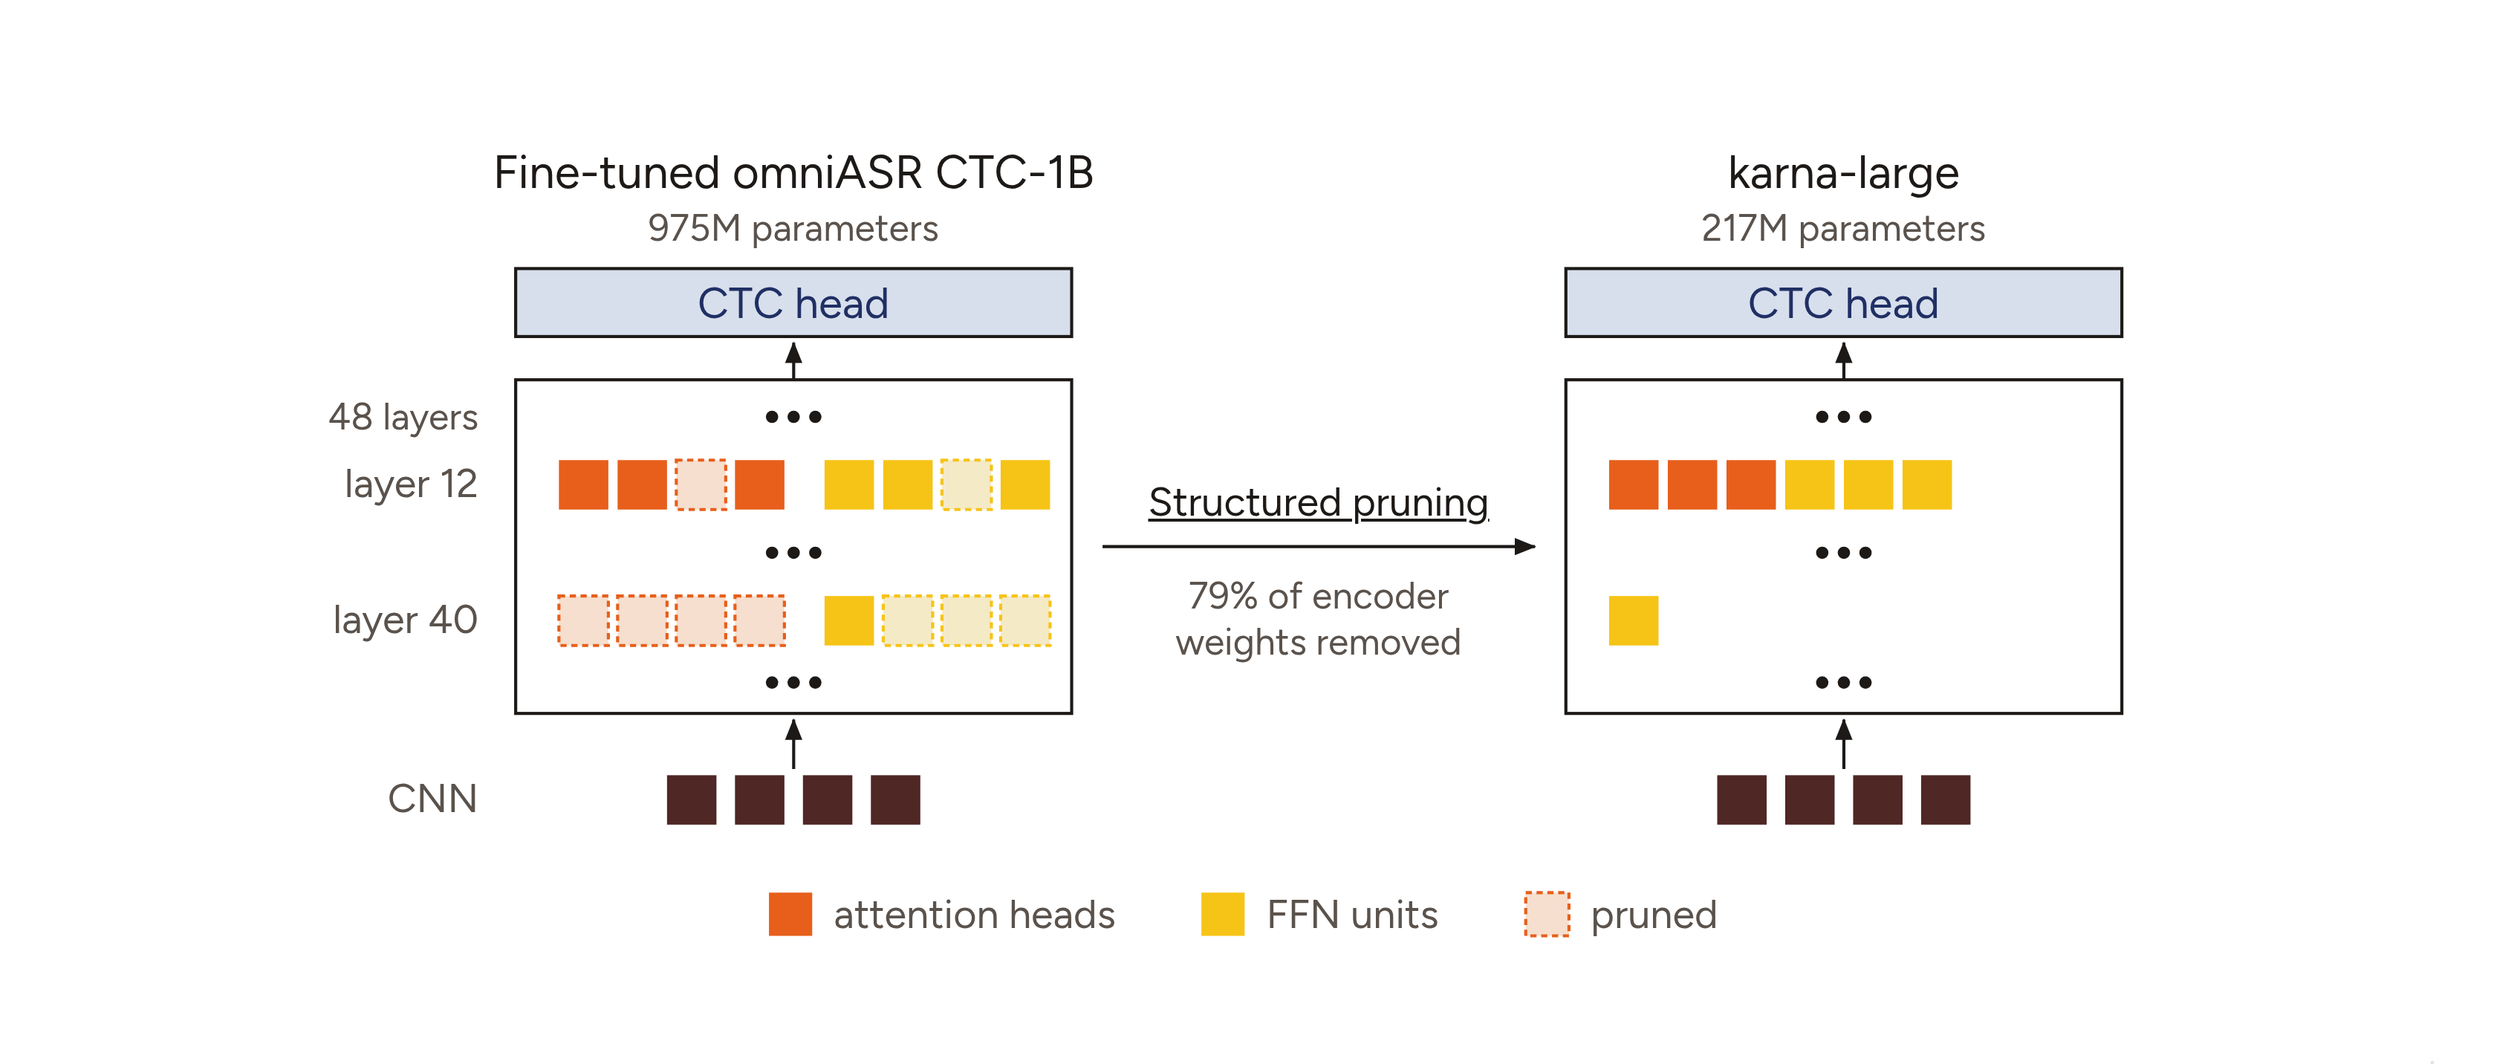 Fine-tuned omniASR CTC-1B
975M parameters
CTC head
48 layers
layer 12
layer 40
CNN
Structured pruning
79% of encoder
weights removed
karna-large
217M parameters
CTC head
attention heads
FFN units
pruned